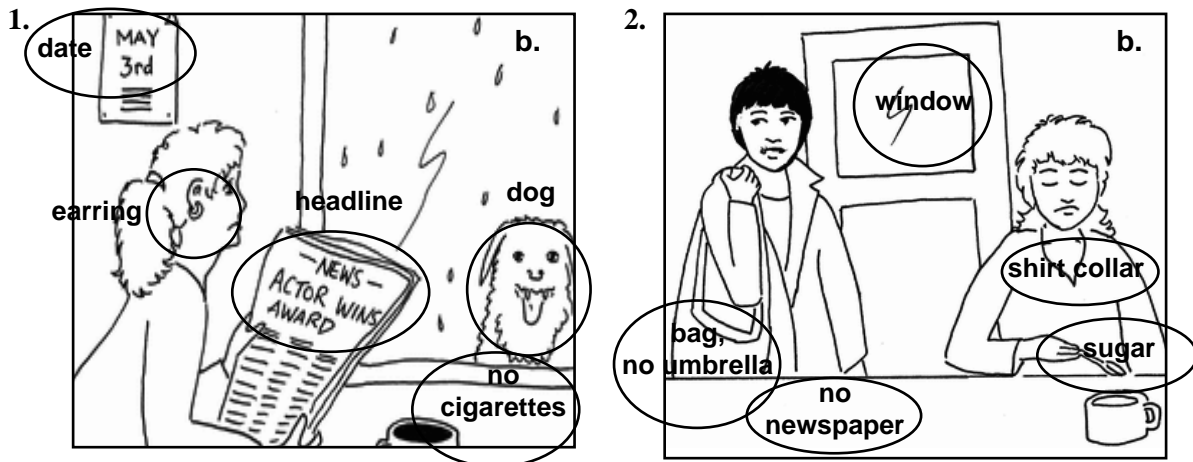 1.
date
MAY
3rd
b.
earring
headline
dog
— NEWS —
ACTOR WINS
AWARD
no
cigarettes
2.
b.
window
shirt collar
bag,
no umbrella
sugar
no
newspaper